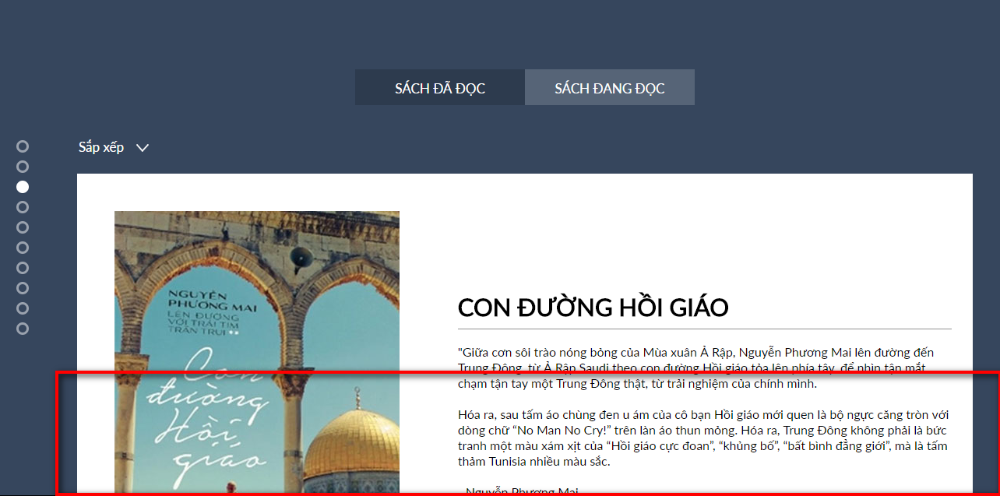 SÁCH ĐÃ ĐỌC
SÁCH ĐANG ĐỌC
Sắp xếp
NGUYỄN
PHƯƠNG MAI
LÊN ĐƯỜNG
VỚI TRÁI TIM
TRẦN TRỤI
Con
đường
Hồi
giáo
CON ĐƯỜNG HỒI GIÁO
"Giữa cơn sôi trào nóng bỏng của Mùa xuân Ả Rập, Nguyễn Phương Mai lên đường đến
Trung Đông, từ Ả Rập Saudi theo con đường Hồi giáo tỏa lên phía tây, để nhìn tận mắt
chạm tận tay một Trung Đông thật, từ trải nghiệm của chính mình.
Hóa ra, sau tấm áo chùng đen u ám của cô bạn Hồi giáo mới quen là bộ ngực căng tròn với
dòng chữ “No Man No Cry!” trên làn áo thun mỏng. Hóa ra, Trung Đông không phải là bức
tranh một màu xám xịt của “Hồi giáo cực đoan”, “khủng bố”, “bất bình đẳng giới”, mà là tấm
thảm Tunisia nhiều màu sắc.
Nguyễn Phương Mai